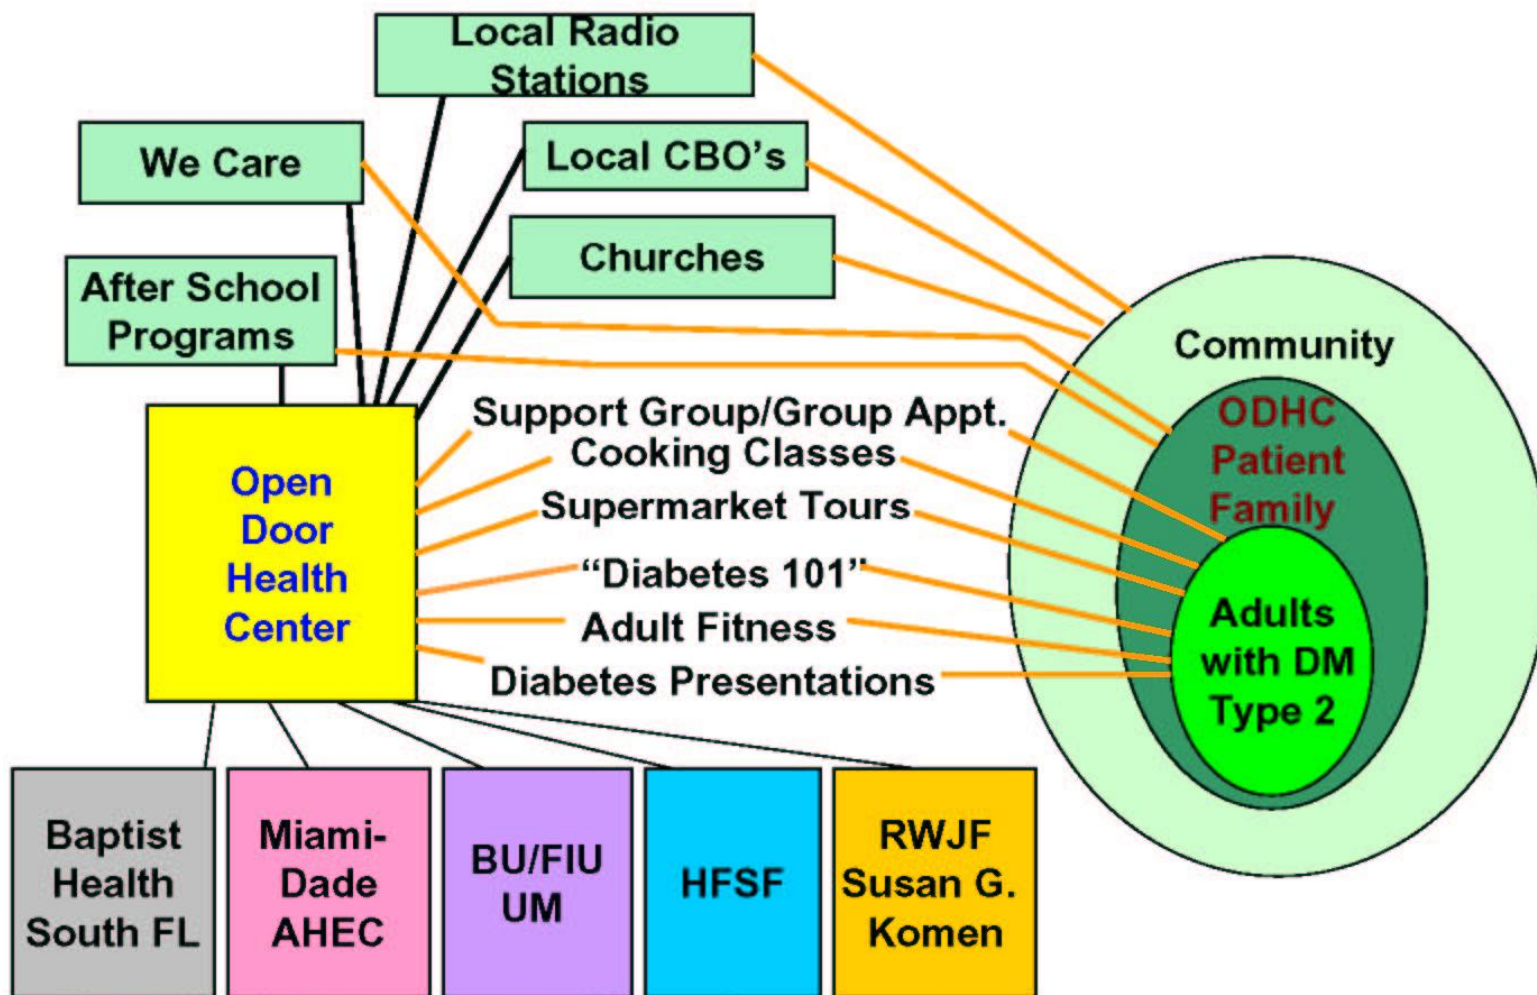 Local Radio
Stations
We Care
Local CBO's
Churches
After School
Programs
Community
ODHC
Patient
Family
Adults
with DM
Type 2
Support Group/Group Appt.
Cooking Classes
Supermarket Tours
“Diabetes 101”
Adult Fitness
Diabetes Presentations
Open
Door
Health
Center
Baptist
Health
South FL
Miami-
Dade
AHEC
BU/FIU
UM
HFSF
RWJF
Susan G.
Komen